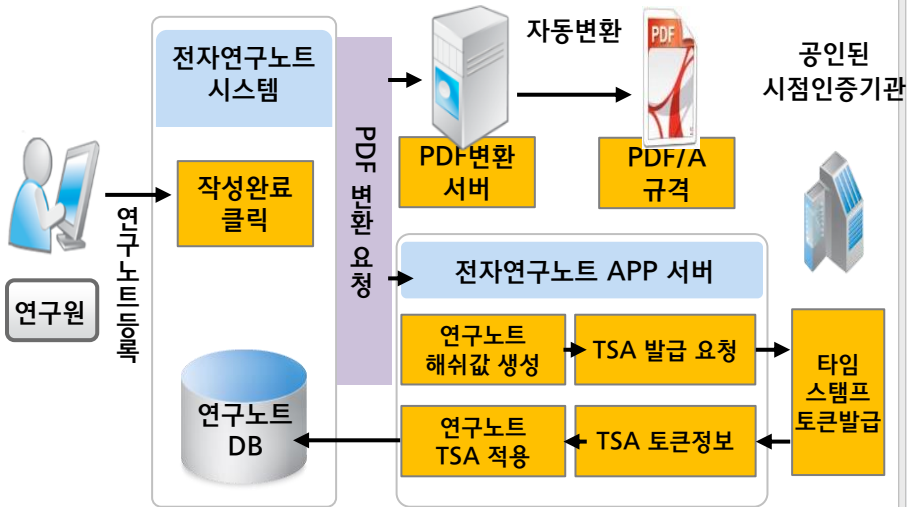 전자연구노트
시스템
자동변환
PDF
공인된
시점인증기관
PDF변환
서버
PDF/A
규격
작성완료
클릭
연구노트등록
PDF 변환 요청
연구원
전자연구노트 APP 서버
연구노트
해쉬값 생성
TSA 발급 요청
타임
스탬프
토큰발급
연구노트
DB
연구노트
TSA 적용
TSA 토큰정보